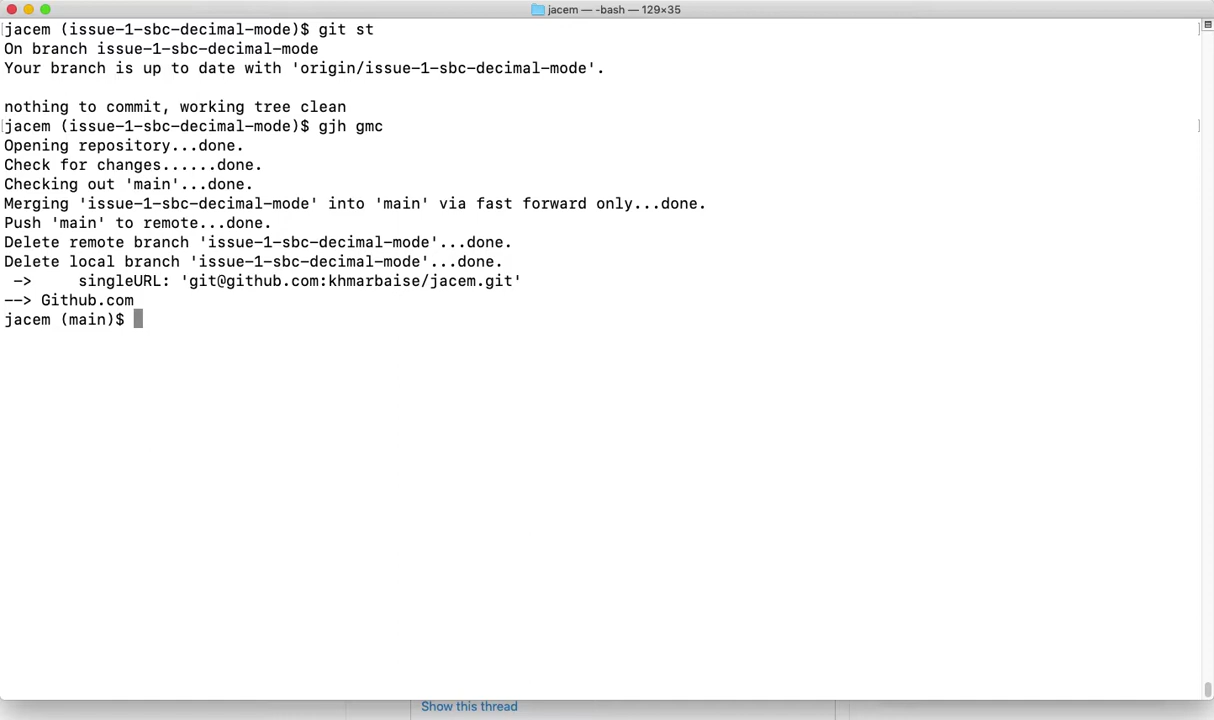 jacem — -bash — 129×35
jacem (issue-1-sbc-decimal-mode)$ git st
On branch issue-1-sbc-decimal-mode
Your branch is up to date with 'origin/issue-1-sbc-decimal-mode'.
nothing to commit, working tree clean
jacem (issue-1-sbc-decimal-mode)$ gjh gmc
Opening repository...done.
Check for changes......done.
Checking out 'main'...done.
Merging 'issue-1-sbc-decimal-mode' into 'main' via fast forward only...done.
Push 'main' to remote...done.
Delete remote branch 'issue-1-sbc-decimal-mode'...done.
Delete local branch 'issue-1-sbc-decimal-mode'...done.
 ->     singleURL: 'git@github.com:khmarbaise/jacem.git'
--> Github.com
jacem (main)$
Show this thread